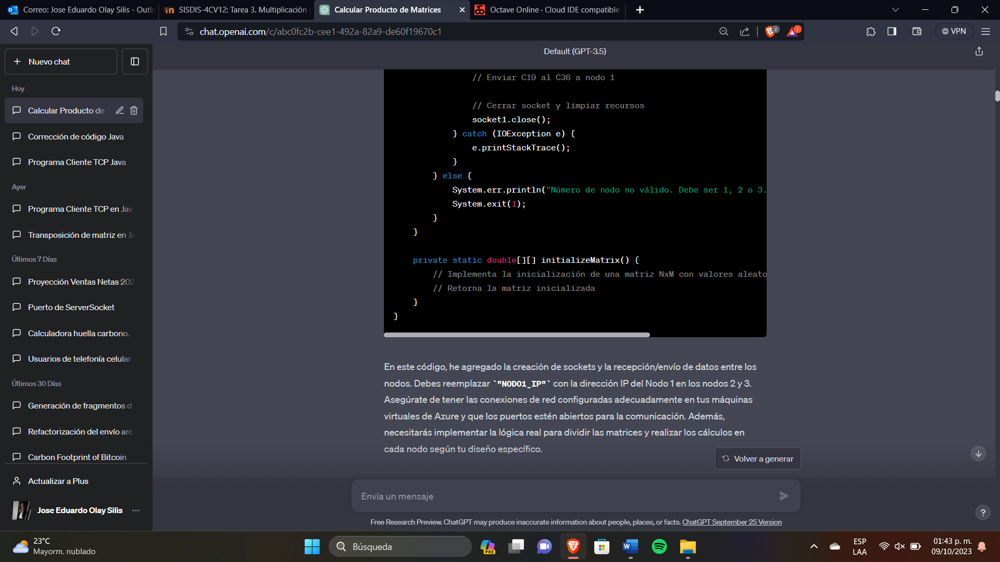 Correo: Jose Eduardo Olay Silis - Outlo
SISDIS-4CV12: Tarea 3. Multiplicación
Calcular Producto de Matrices
Octave Online · Cloud IDE compatible
chat.openai.com/c/abc0fc2b-cee1-492a-82a9-de60f19670c1
2
1
VPN
Nuevo chat
Default (GPT-3.5)
Hoy
Calcular Producto de
Corrección de código Java
Programa Cliente TCP Java
Ayer
Programa Cliente TCP en Jav
Transposición de matriz en Ja
Últimos 7 Días
Proyección Ventas Netas 202
Puerto de ServerSocket
Calculadora huella carbono.
Usuarios de telefonía celular
Últimos 30 Días
Generación de fragmentos d
Refactorización del envío arc
Carbon Footprint of Bitcoin
Actualizar a Plus
Jose Eduardo Olay Silis
// Enviar C19 al C36 a nodo 1
// Cerrar socket y limpiar recursos
socket1.close();
} catch (IOException e) {
e.printStackTrace();
}
} else {
System.err.println("Número de nodo no válido. Debe ser 1, 2 o 3.
System.exit(1);
}
}
private static double[][] initializeMatrix() {
// Implementa la inicialización de una matriz NxM con valores aleato
// Retorna la matriz inicializada
}
}
En este código, he agregado la creación de sockets y la recepción/envío de datos entre los
nodos. Debes reemplazar `"NODO1_IP"` con la dirección IP del Nodo 1 en los nodos 2 y 3.
Asegúrate de tener las conexiones de red configuradas adecuadamente en tus máquinas
virtuales de Azure y que los puertos estén abiertos para la comunicación. Además,
necesitarás implementar la lógica real para dividir las matrices y realizar los cálculos en
cada nodo según tu diseño específico.
Volver a generar
Envía un mensaje
Free Research Preview. ChatGPT may produce inaccurate information about people, places, or facts. ChatGPT September 25 Version
?
23°C
Mayorm. nublado
Búsqueda
PRE
ESP
LAA
01:43 p. m.
09/10/2023